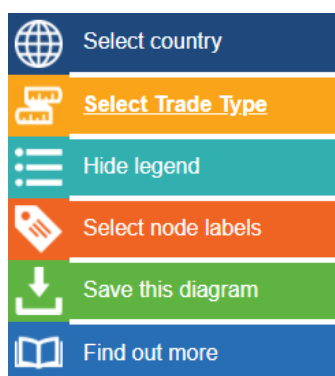 Select country
Select Trade Type
Hide legend
Select node labels
Save this diagram
Find out more